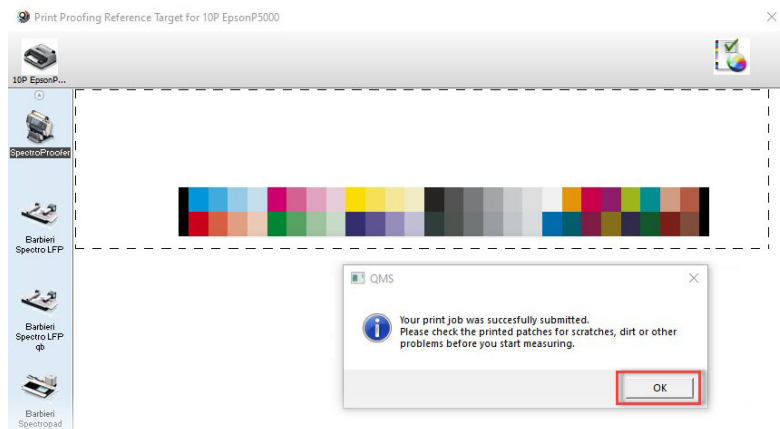 Print Proofing Reference Target for 10P EpsonP5000
10P EpsonP...
SpectroProofer
Barbieri
Spectro LFP
Barbieri
Spectro LFP
qb
Barbieri
Spectropad
QMS
Your print job was succesfully submitted.
Please check the printed patches for scratches, dirt or other
problems before you start measuring.
OK